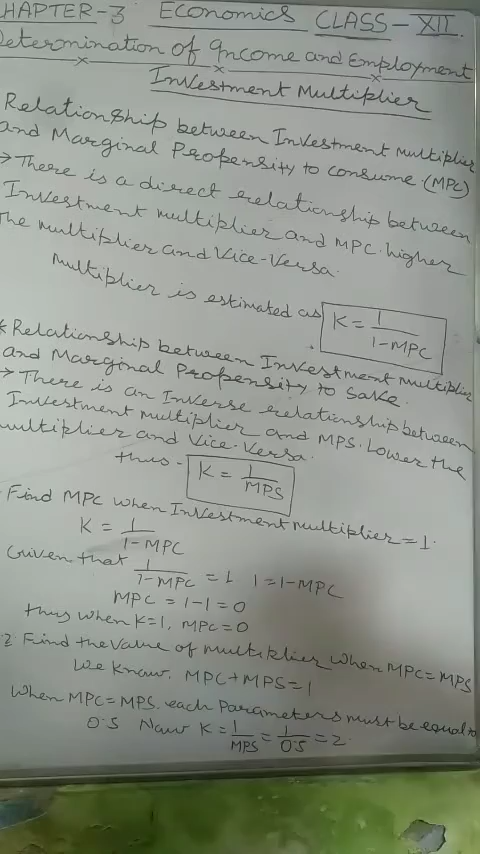 HAPTER-3 Economics CLASS-XII.
Determination of Income and Employment
Investment Multiplier
Relationship between Investment multiplier
and Marginal Propensity to consume. (MPC)
→ There is a direct relationship between
Investment multiplier and MPC. higher
The multiplier and Vice-Versa.
Multiplier is estimated as K = 1/1-MPC
* Relationship between Investment Multiplier
and Marginal Propensity to Save.
→ There is an Inverse relationship between
Investment multiplier and MPS. Lower the
multiplier and Vice-Versa.
thus - K = 1/MPS
Find MPC when Investment multiplier = 1.
K = 1/1-MPC
Given that 1/1-MPC = 1 1 = 1-MPC
MPC = 1-1 = 0
thus when K=1, MPC=0
2. Find the value of multiplier when MPC = MPS
We know. MPC + MPS = 1
When MPC = MPS. each Parameters must be equal to
0.5 Now K = 1/MPS = 1/0.5 = 2.